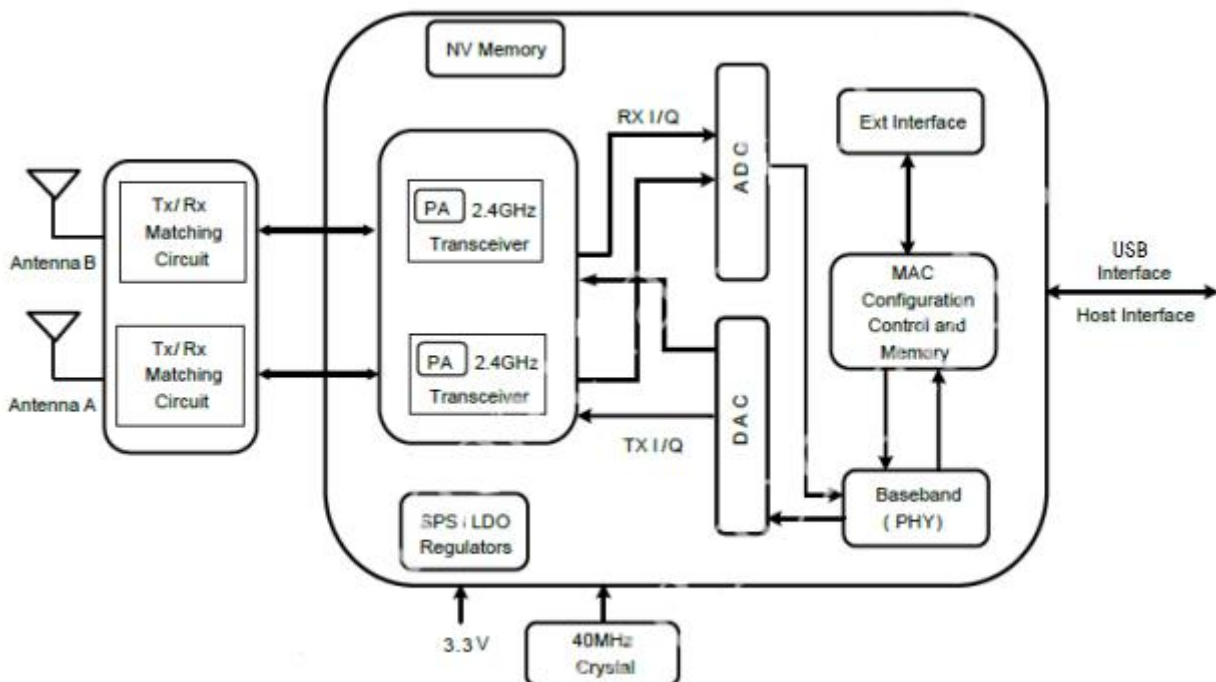 NV Memory
RX I/Q
ADC
Ext Interface
Tx/Rx
Matching
Circuit
PA 2.4GHz
Transceiver
Antenna B
USB
Interface
Host Interface
MAC
Configuration
Control and
Memory
Tx/Rx
Matching
Circuit
PA 2.4GHz
Transceiver
Antenna A
DAC
TX I/Q
Baseband
(PHY)
SPS / LDO
Regulators
3.3V
40MHz
Crystal